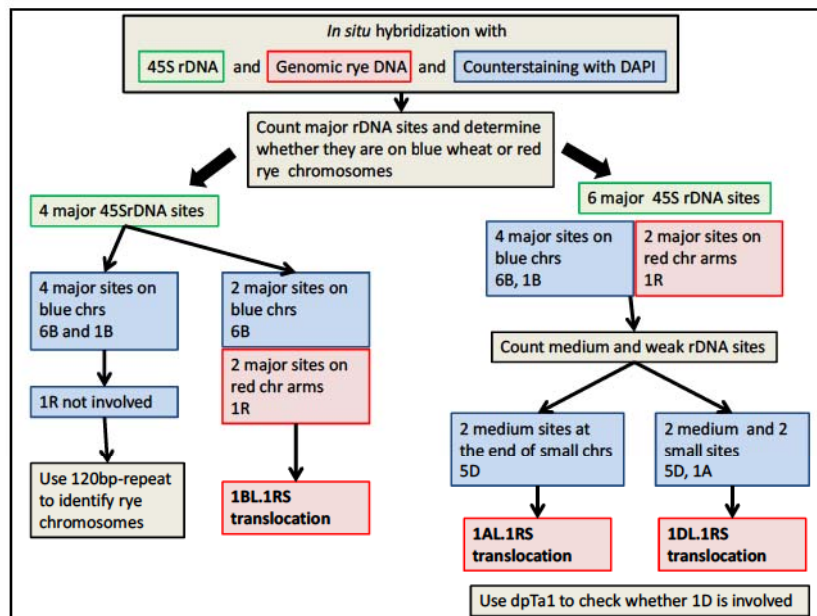 In situ hybridization with
45S rDNA and Genomic rye DNA and Counterstaining with DAPI
Count major rDNA sites and determine
whether they are on blue wheat or red
rye chromosomes
4 major 45SrDNA sites
4 major sites on
blue chrs
6B and 1B
1R not involved
Use 120bp-repeat
to identify rye
chromosomes
2 major sites on
blue chrs
6B
2 major sites on
red chr arms
1R
1BL.1RS
translocation
6 major 45S rDNA sites
4 major sites on
blue chrs
6B, 1B
2 major sites on
red chr arms
1R
Count medium and weak rDNA sites
2 medium sites at
the end of small chrs
5D
1AL.1RS
translocation
2 medium and 2
small sites
5D, 1A
1DL.1RS
translocation
Use dpTa1 to check whether 1D is involved